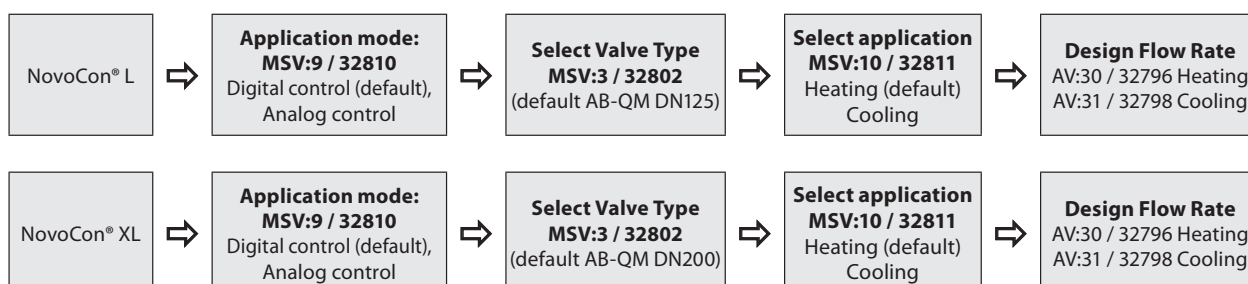 NovoCon® L
Application mode:
MSV:9 / 32810
Digital control (default),
Analog control
Select Valve Type
MSV:3 / 32802
(default AB-QM DN125)
Select application
MSV:10 / 32811
Heating (default)
Cooling
Design Flow Rate
AV:30 / 32796 Heating
AV:31 / 32798 Cooling
NovoCon® XL
Application mode:
MSV:9 / 32810
Digital control (default),
Analog control
Select Valve Type
MSV:3 / 32802
(default AB-QM DN200)
Select application
MSV:10 / 32811
Heating (default)
Cooling
Design Flow Rate
AV:30 / 32796 Heating
AV:31 / 32798 Cooling